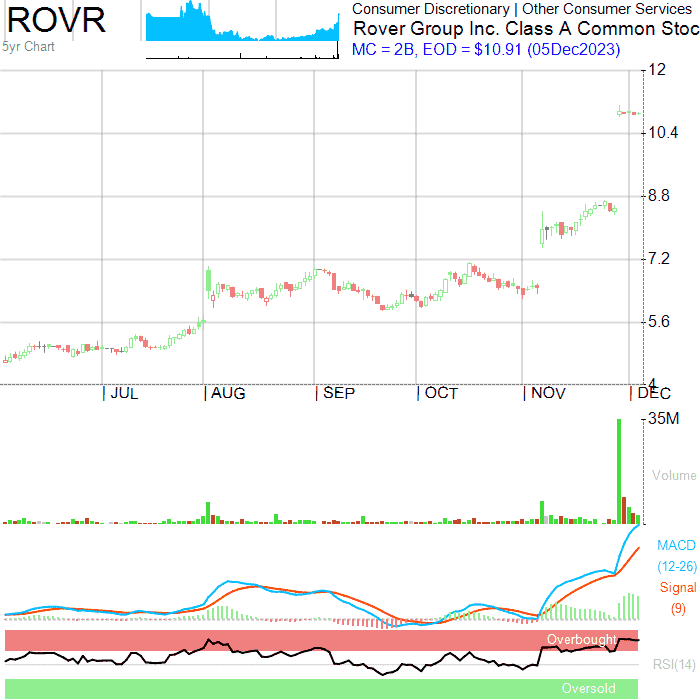 ROVR
5yr Chart
Consumer Discretionary | Other Consumer Services
Rover Group Inc. Class A Common Stoc
MC = 2B, EOD = $10.91 (05Dec2023)
12
10.4
8.8
7.2
5.6
4
JUL AUG SEP OCT NOV DEC
35M
Volume
MACD
(12-26)
Signal
(9)
Overbought
RSI(14)
Oversold